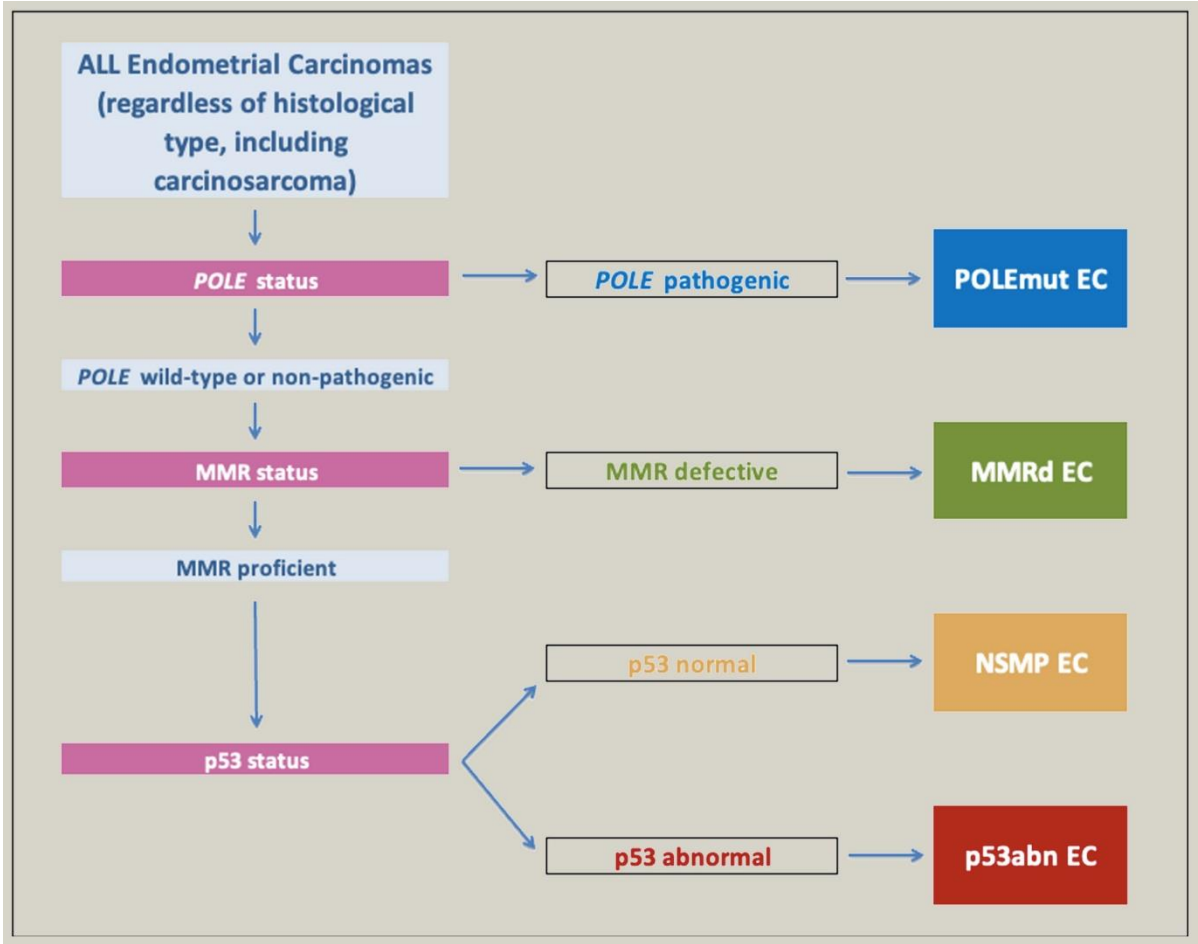 ALL Endometrial Carcinomas
(regardless of histological
type, including
carcinosarcoma)
POLE status
POLE pathogenic
POLEmut EC
POLE wild-type or non-pathogenic
MMR status
MMR defective
MMRd EC
MMR proficient
p53 normal
NSMP EC
p53 status
p53 abnormal
p53abn EC